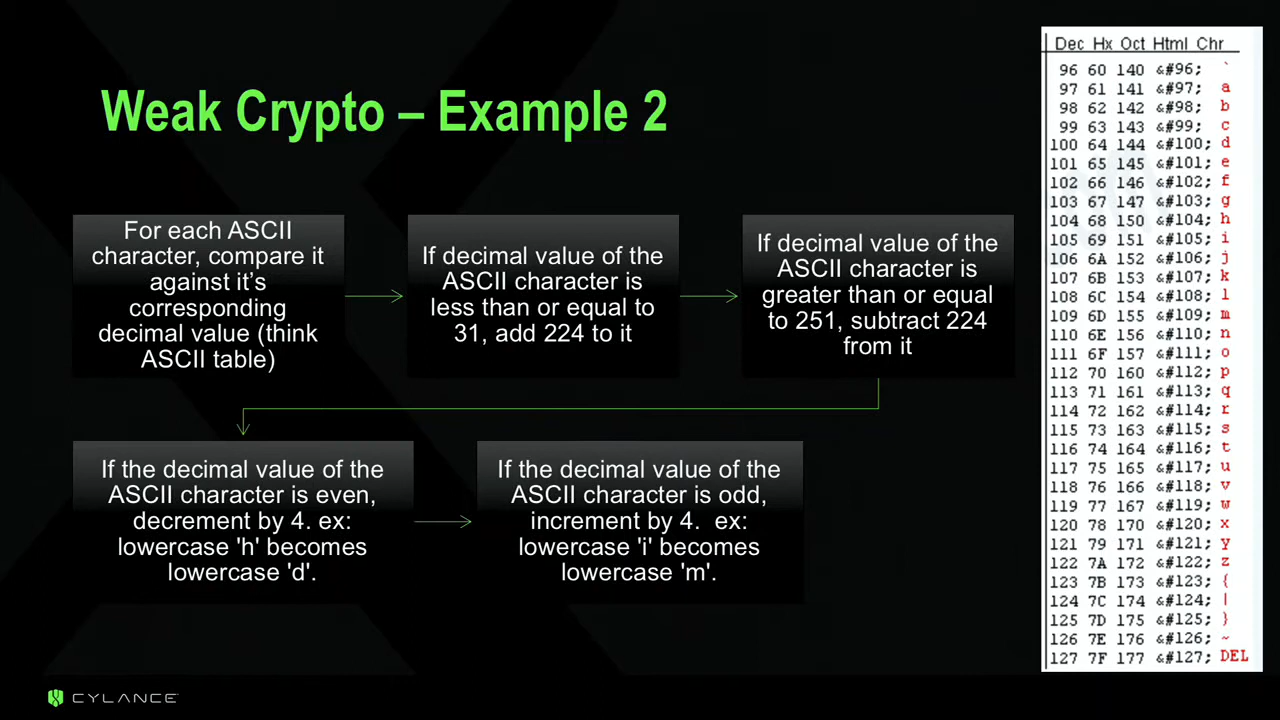 Weak Crypto – Example 2
For each ASCII
character, compare it
against it's
corresponding
decimal value (think
ASCII table)
If decimal value of the
ASCII character is
less than or equal to
31, add 224 to it
If decimal value of the
ASCII character is
greater than or equal
to 251, subtract 224
from it
If the decimal value of the
ASCII character is even,
decrement by 4. ex:
lowercase 'h' becomes
lowercase 'd'.
If the decimal value of the
ASCII character is odd,
increment by 4. ex:
lowercase 'i' becomes
lowercase 'm'.
Dec Hx Oct Html Chr
96 60 140 &#96; `
97 61 141 &#97; a
98 62 142 &#98; b
99 63 143 &#99; c
100 64 144 &#100; d
101 65 145 &#101; e
102 66 146 &#102; f
103 67 147 &#103; g
104 68 150 &#104; h
105 69 151 &#105; i
106 6A 152 &#106; j
107 6B 153 &#107; k
108 6C 154 &#108; l
109 6D 155 &#109; m
110 6E 156 &#110; n
111 6F 157 &#111; o
112 70 160 &#112; p
113 71 161 &#113; q
114 72 162 &#114; r
115 73 163 &#115; s
116 74 164 &#116; t
117 75 165 &#117; u
118 76 166 &#118; v
119 77 167 &#119; w
120 78 170 &#120; x
121 79 171 &#121; y
122 7A 172 &#122; z
123 7B 173 &#123; {
124 7C 174 &#124; |
125 7D 175 &#125; }
126 7E 176 &#126; ~
127 7F 177 &#127; DEL
CYLANCE